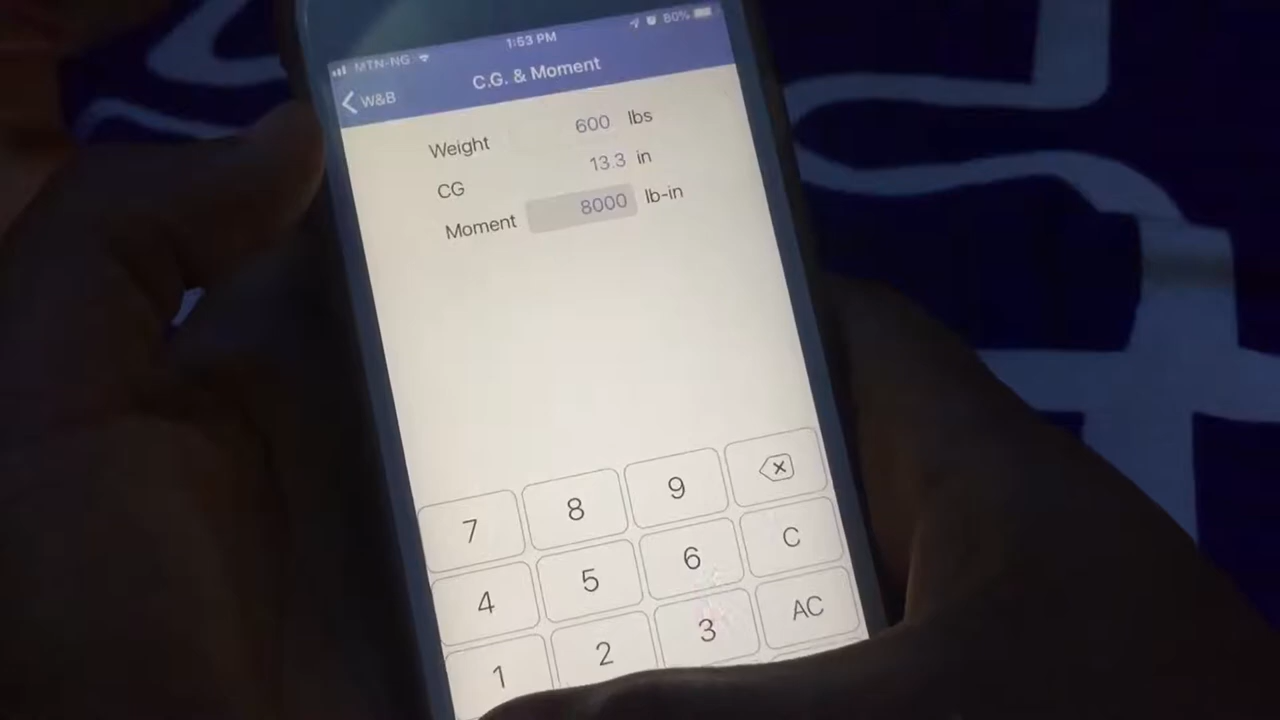 MTN-NG 1:53 PM 80%
W&B C.G. & Moment
Weight 600 lbs
CG 13.3 in
Moment 8000 lb-in
7 8 9
4 5 6 C
1 2 3 AC